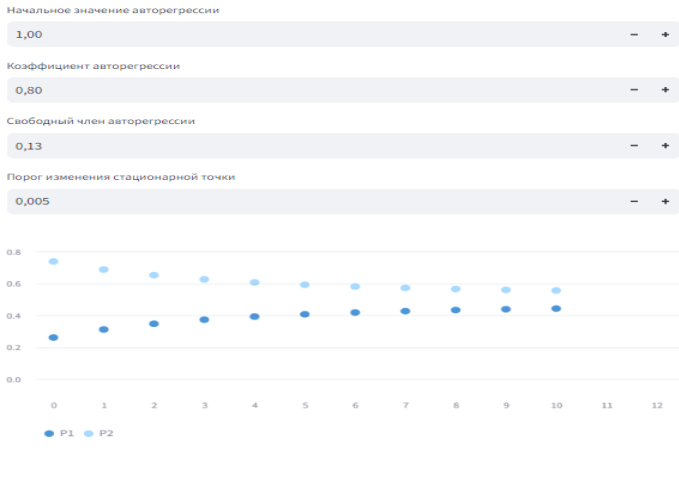 Начальное значение авторегрессии
1,00 − +
Коэффициент авторегрессии
0,80 − +
Свободный член авторегрессии
0,13 − +
Порог изменения стационарной точки
0,005 − +
0.8
0.6
0.4
0.2
0.0
0 1 2 3 4 5 6 7 8 9 10 11 12
P1 P2